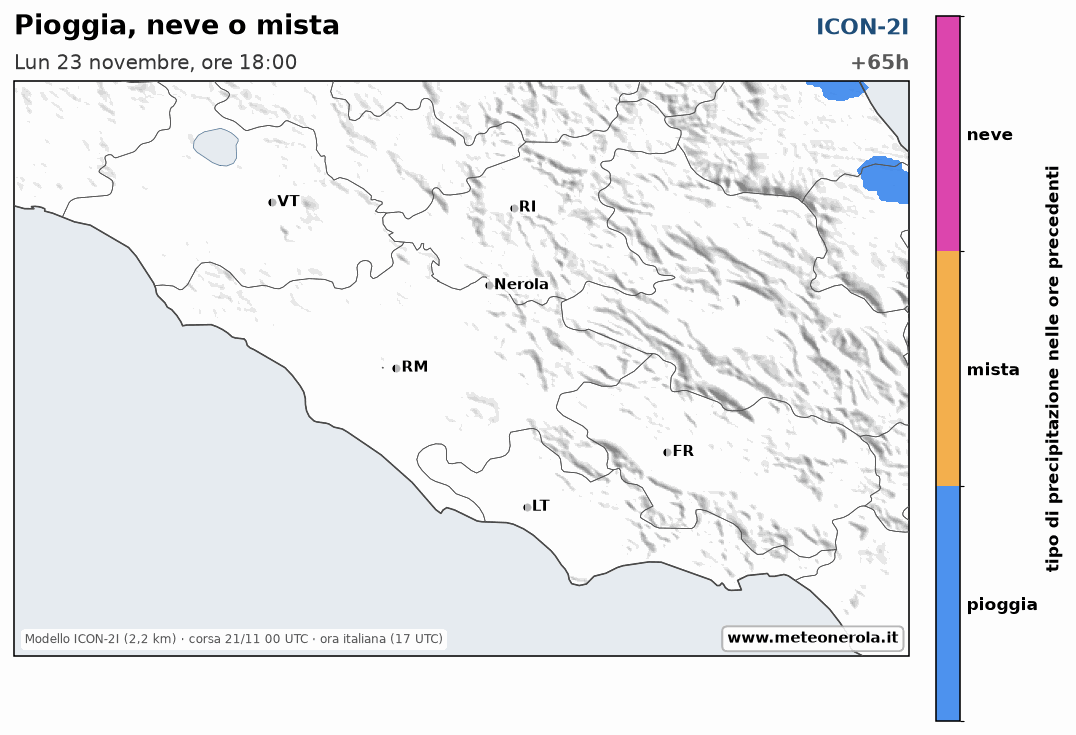 Pioggia, neve o mista
ICON-2I
Lun 23 novembre, ore 18:00
+65h
neve
VT
RI
Nerola
RM
mista
tipo di precipitazione nelle ore precedenti
FR
LT
pioggia
Modello ICON-2I (2,2 km) · corsa 21/11 00 UTC · ora italiana (17 UTC)
www.meteonerola.it